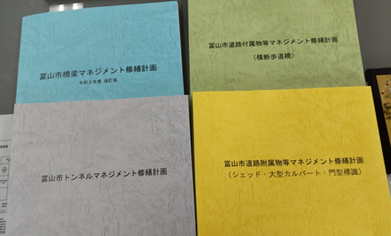 富山市橋梁マネジメント修繕計画
令和3年度 改訂版
富山市道路付属物等マネジメント修繕計画
（横断歩道橋）
富山市トンネルマネジメント修繕計画
富山市道路附属物等マネジメント修繕計画
（シェッド・大型カルバート・門型標識）